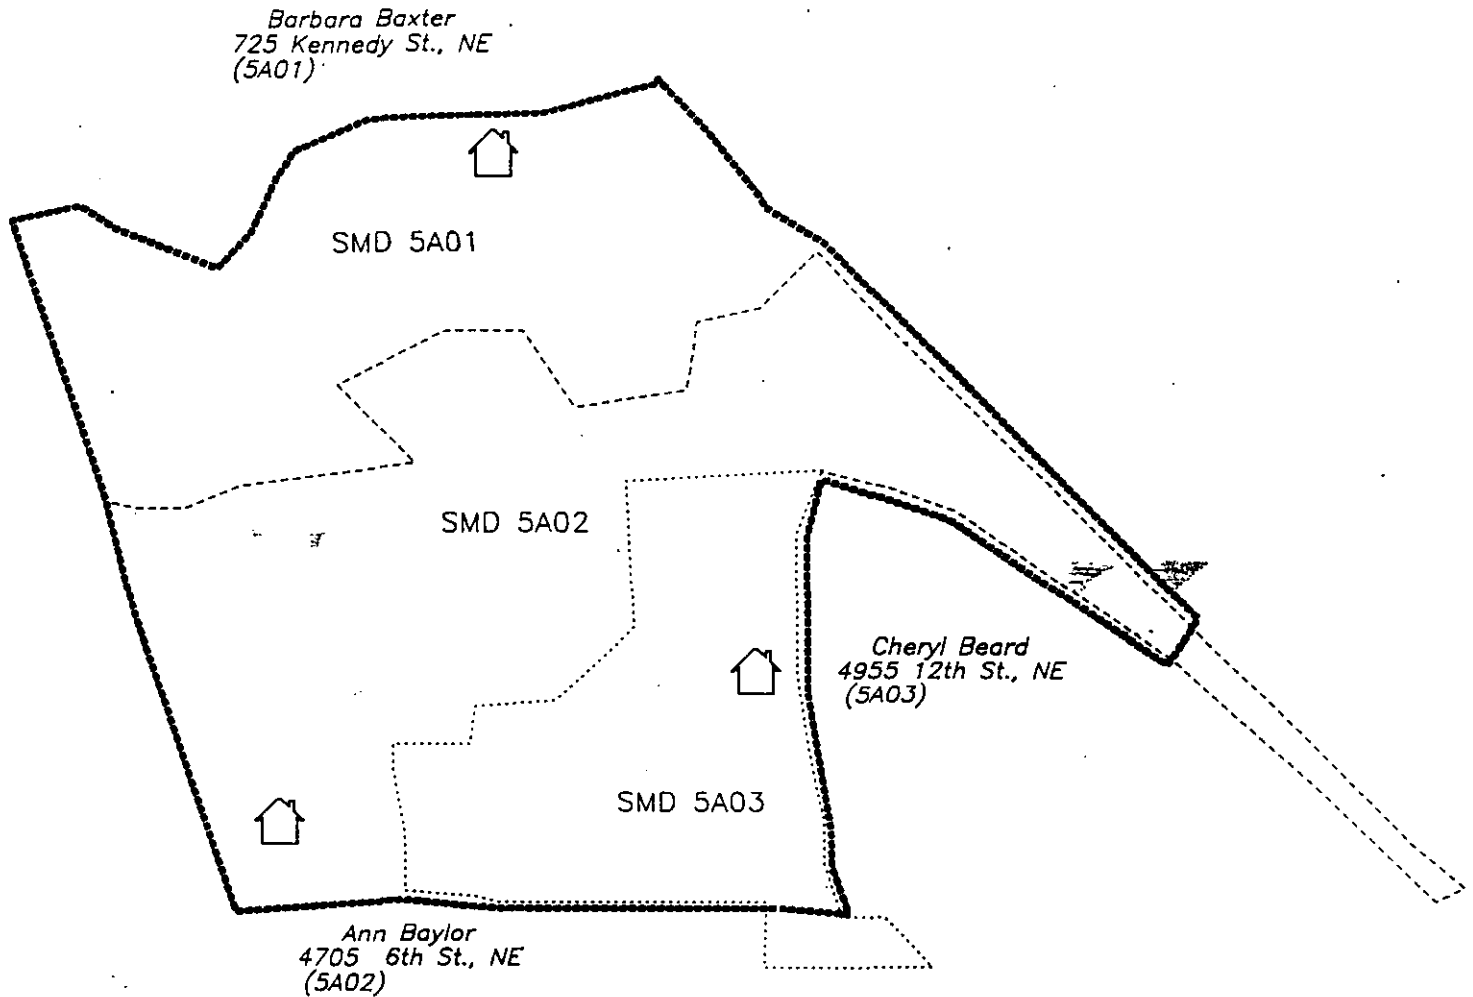 Barbara Baxter
725 Kennedy St., NE
(5A01)
SMD 5A01
SMD 5A02
Cheryl Beard
4955 12th St., NE
(5A03)
SMD 5A03
Ann Baylor
4705 6th St., NE
(5A02)